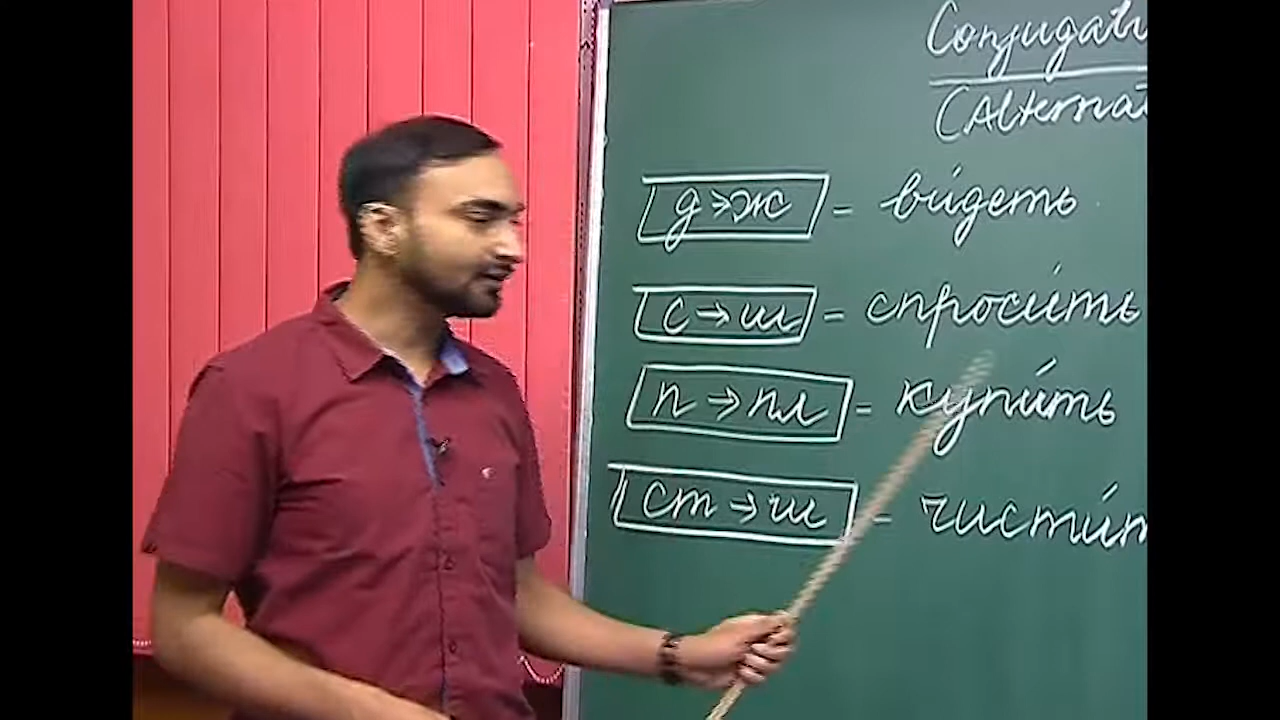 Conjugati
(Alternat
д→ж = видеть
с→ш = спросить
п→пл = купить
ст→ш = чистит